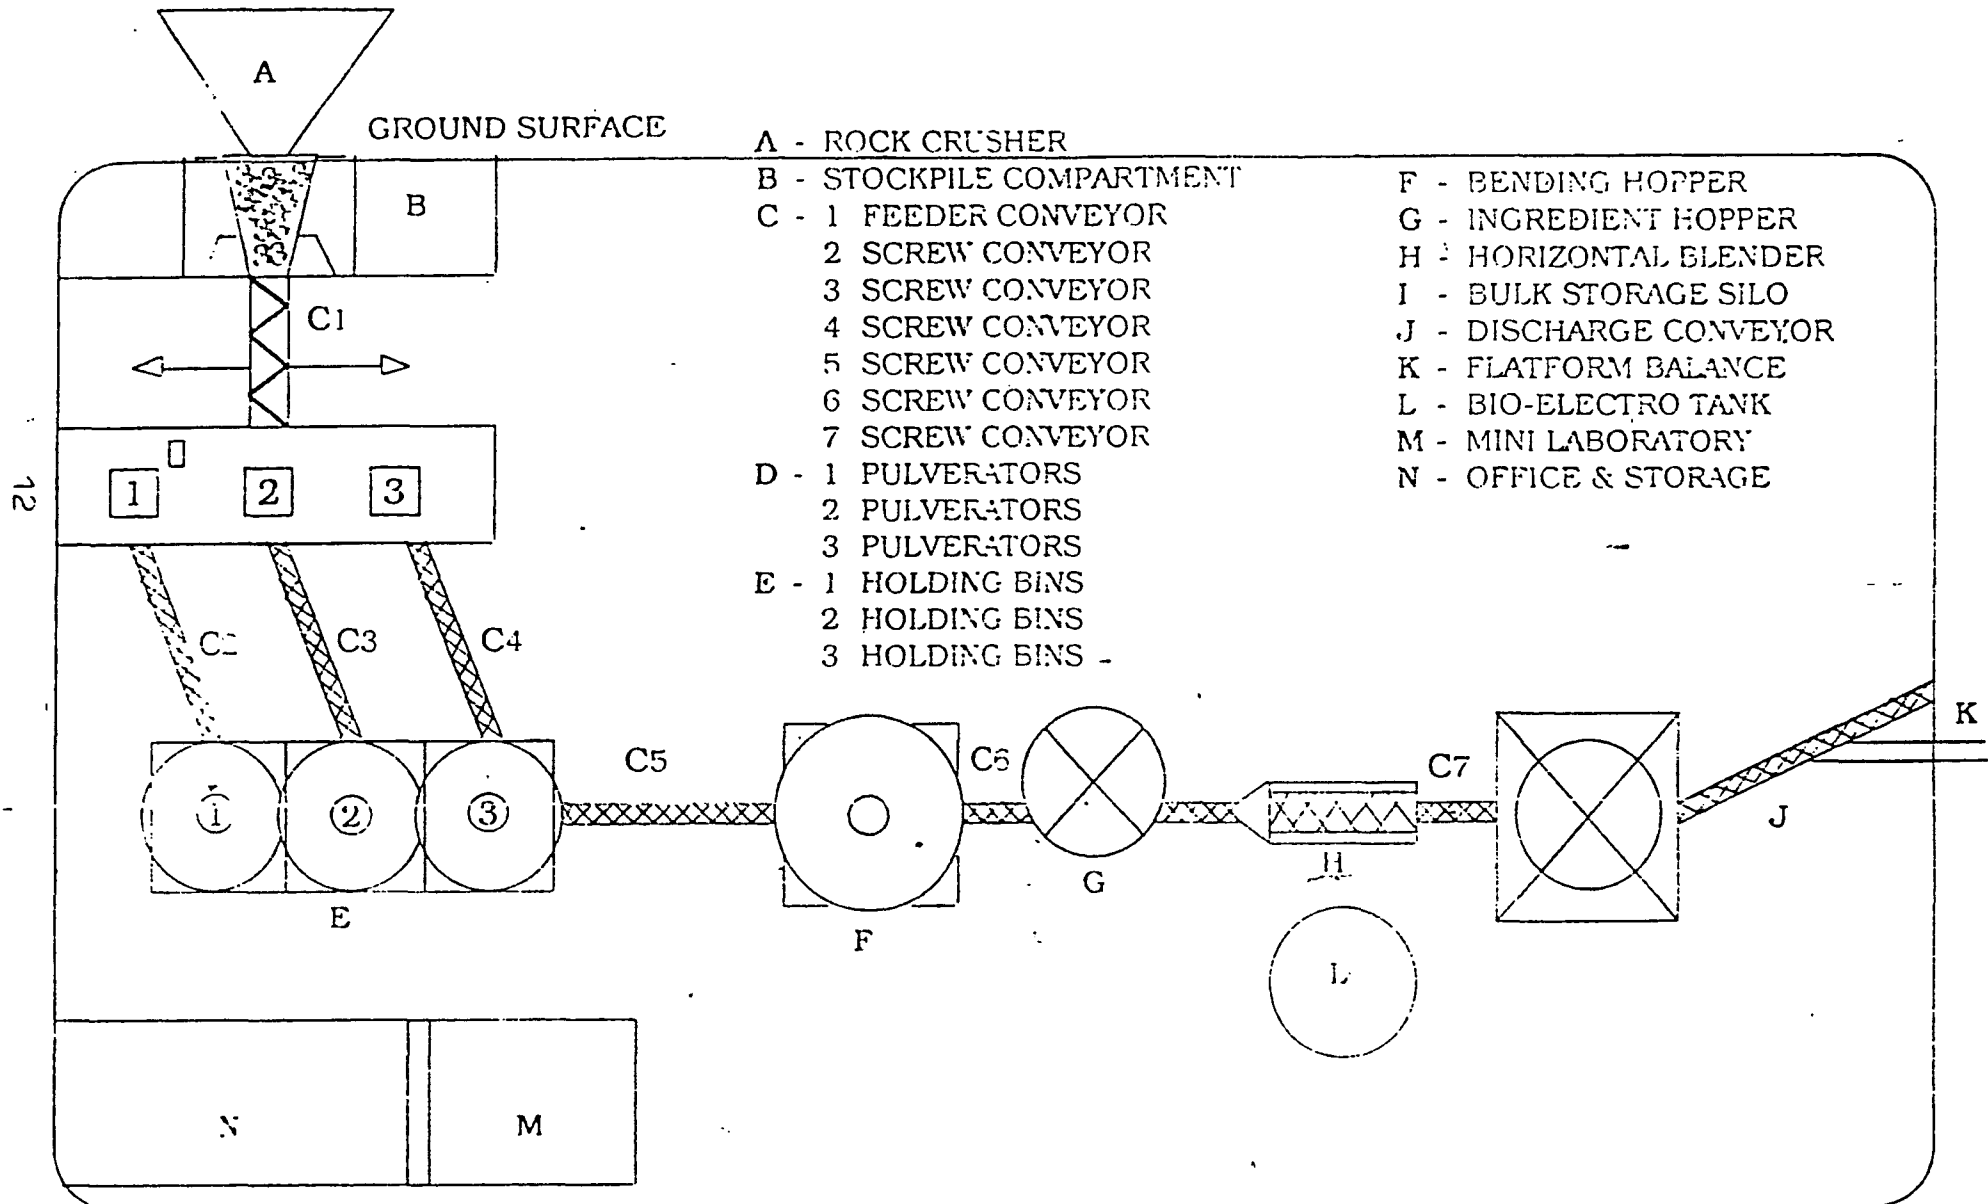 A
GROUND SURFACE
A - ROCK CRUSHER
B - STOCKPILE COMPARTMENT
C - 1 FEEDER CONVEYOR
2 SCREW CONVEYOR
3 SCREW CONVEYOR
4 SCREW CONVEYOR
5 SCREW CONVEYOR
6 SCREW CONVEYOR
7 SCREW CONVEYOR
D - 1 PULVERATORS
2 PULVERATORS
3 PULVERATORS
E - 1 HOLDING BINS
2 HOLDING BINS
3 HOLDING BINS
F - BENDING HOPPER
G - INGREDIENT HOPPER
H - HORIZONTAL BLENDER
I - BULK STORAGE SILO
J - DISCHARGE CONVEYOR
K - FLATFORM BALANCE
L - BIO-ELECTRO TANK
M - MINI LABORATORY
N - OFFICE & STORAGE
B
C1
12
1 2 3
C2 C3 C4
K
C5 C6 C7
J
1 2 3
H
G
E
F
L
N M